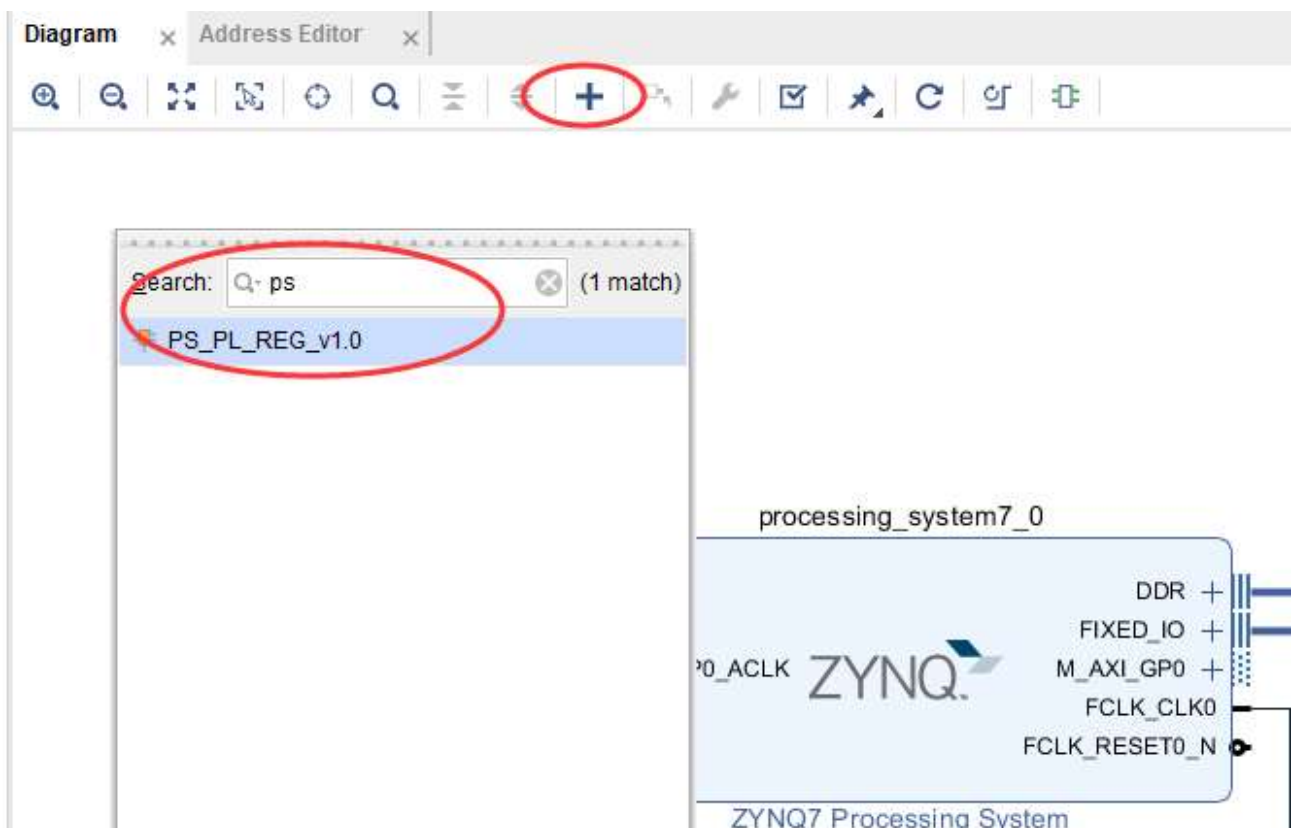 Diagram Address Editor
Search: ps (1 match)
PS_PL_REG_v1.0
processing_system7_0
DDR
FIXED_IO
P0_ACLK ZYNQ. M_AXI_GP0
FCLK_CLK0
FCLK_RESET0_N
ZYNQ7 Processing System